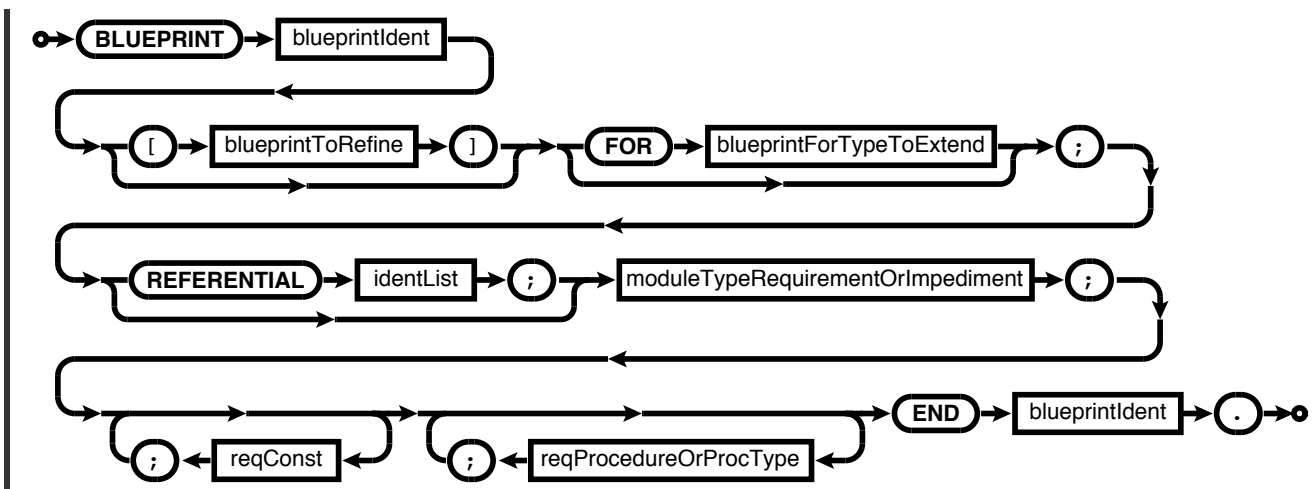 BLUEPRINT blueprintIdent
[ blueprintToRefine ] FOR blueprintForTypeToExtend ;
REFERENTIAL identList ; moduleTypeRequirementOrImpediment ;
END blueprintIdent .
; reqConst ; reqProcedureOrProcType